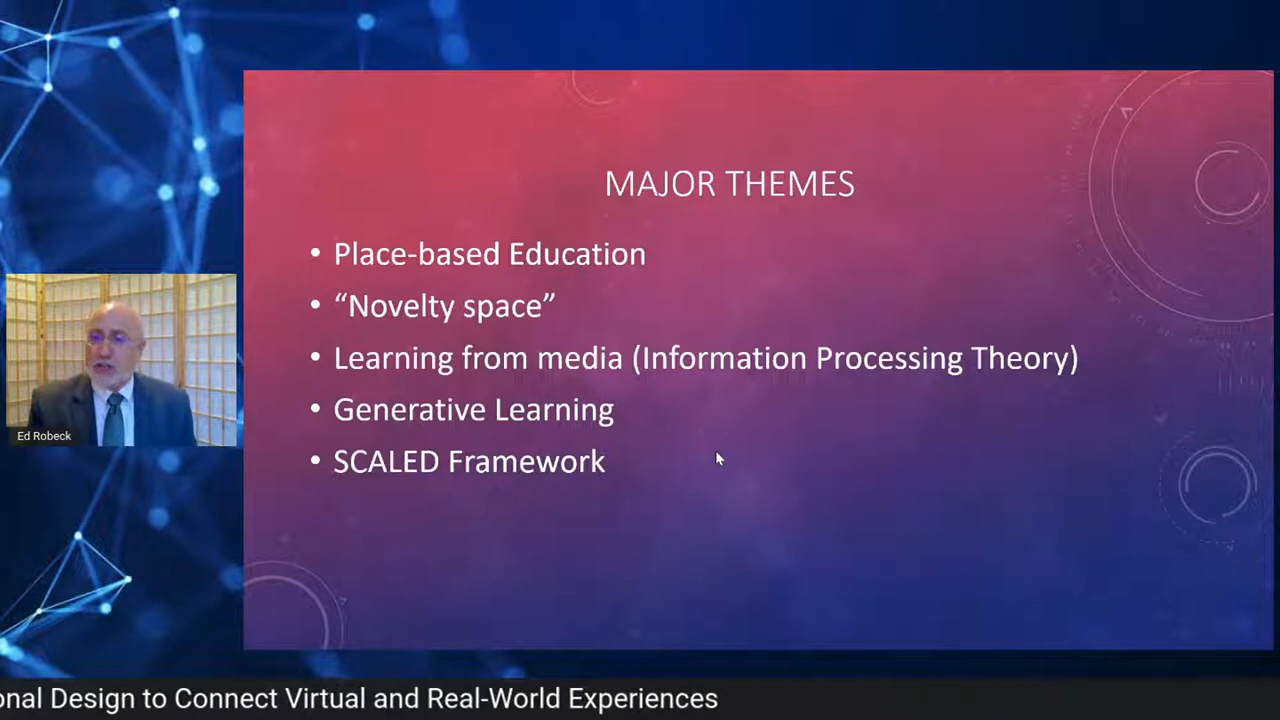 MAJOR THEMES
• Place-based Education
• “Novelty space”
• Learning from media (Information Processing Theory)
• Generative Learning
• SCALED Framework
Ed Robeck
Design to Connect Virtual and Real-World Experiences